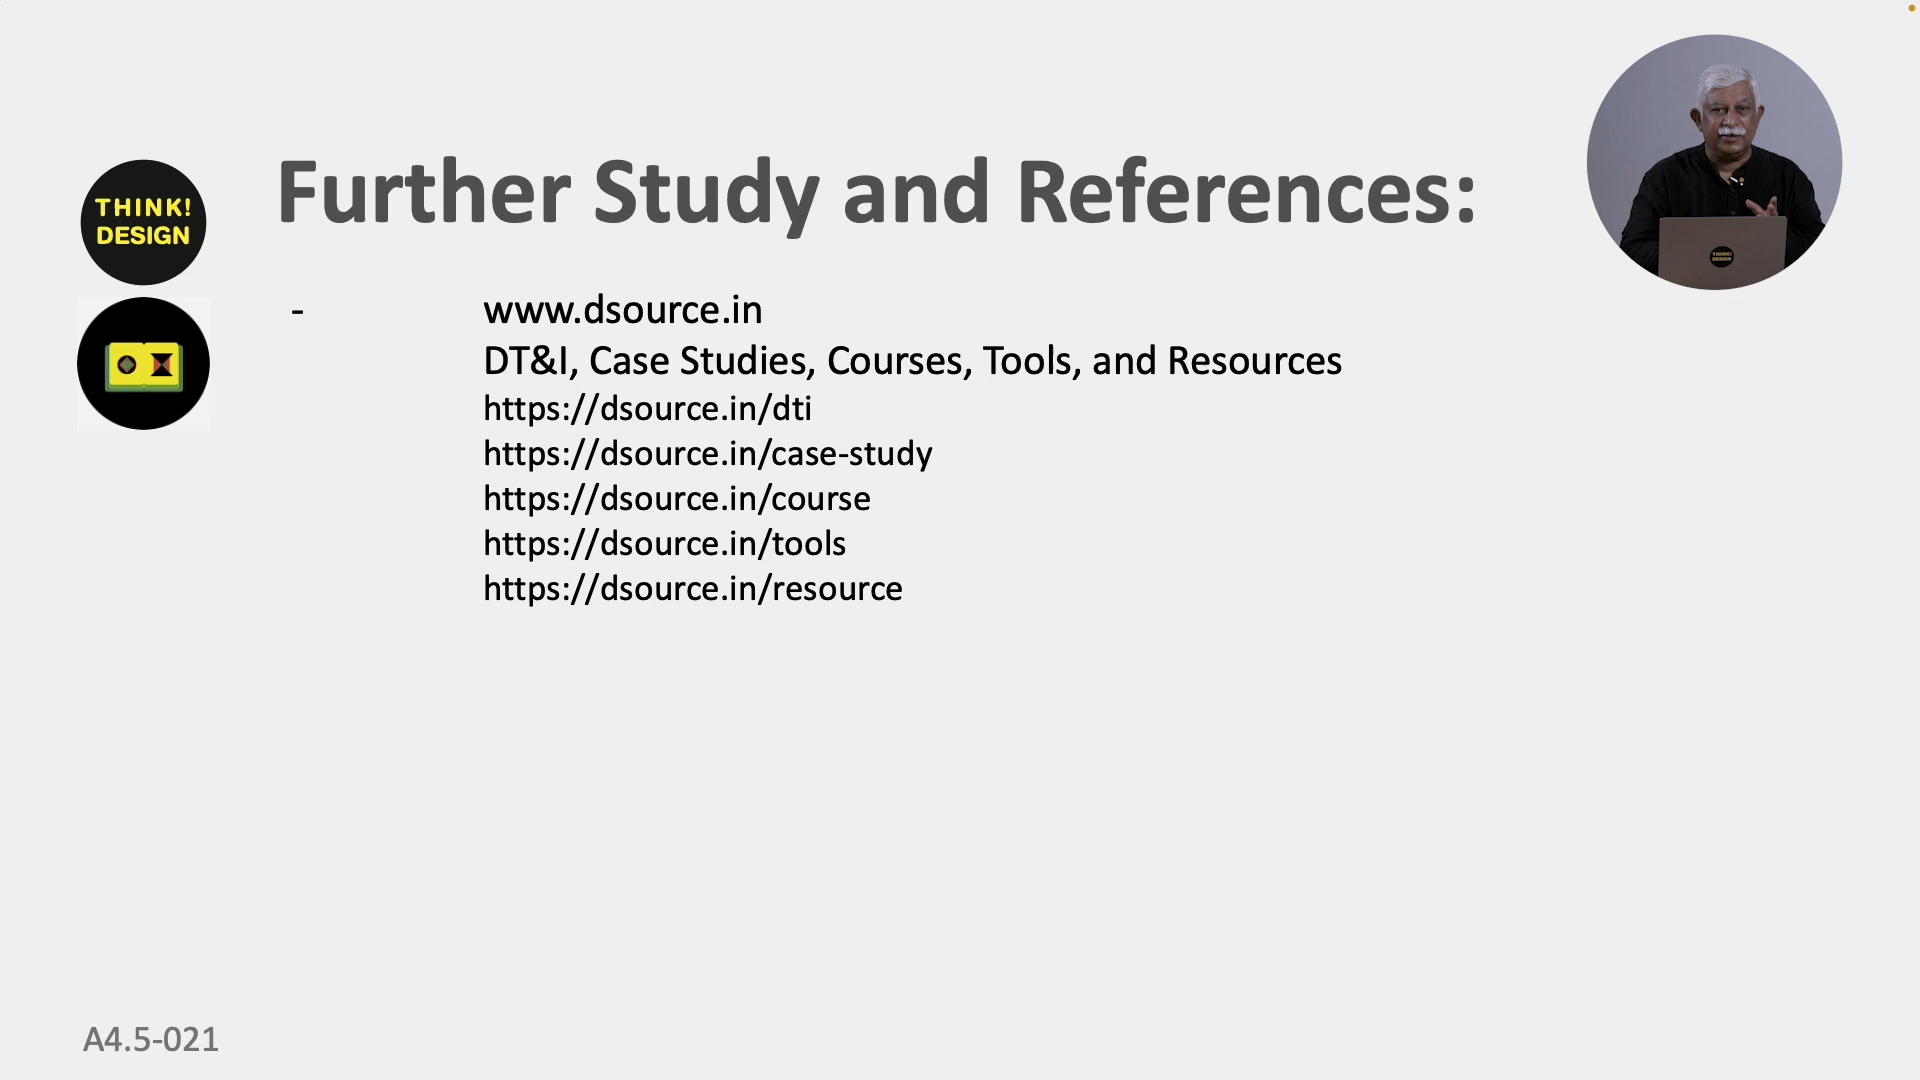 THINK!
DESIGN
Further Study and References:
- www.dsource.in
DT&I, Case Studies, Courses, Tools, and Resources
https://dsource.in/dti
https://dsource.in/case-study
https://dsource.in/course
https://dsource.in/tools
https://dsource.in/resource
THINK!
DESIGN
A4.5-021